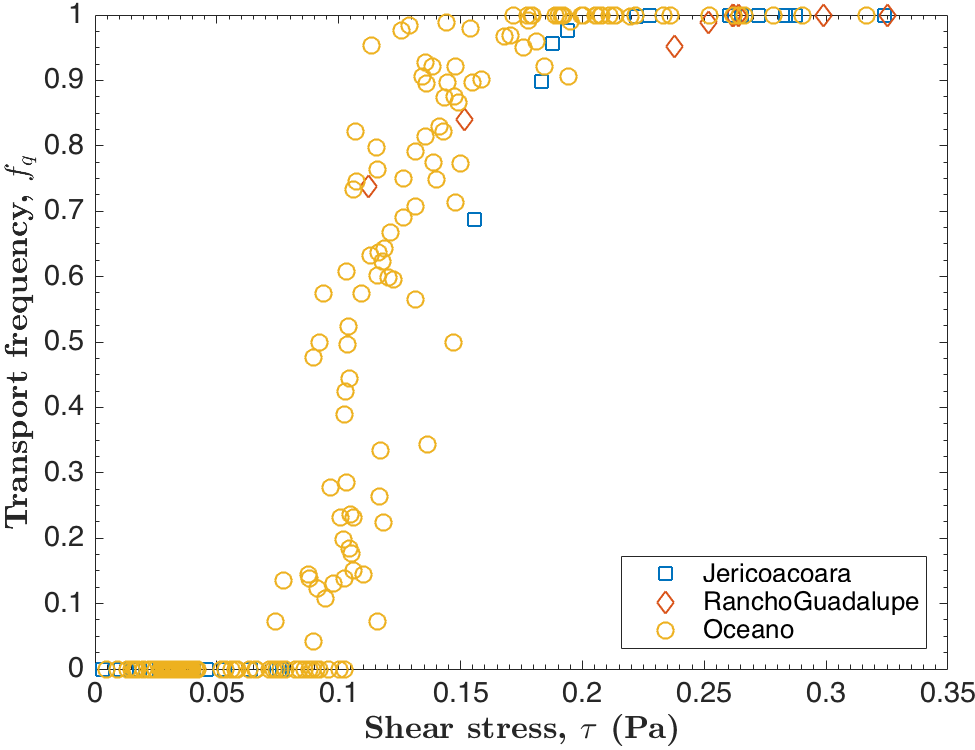 1
0.9
0.8
0.7
0.6
0.5
0.4
0.3
0.2
0.1
0
Transport frequency, f_q
Jericoacoara
RanchoGuadalupe
Oceano
0 0.05 0.1 0.15 0.2 0.25 0.3 0.35
Shear stress, τ (Pa)